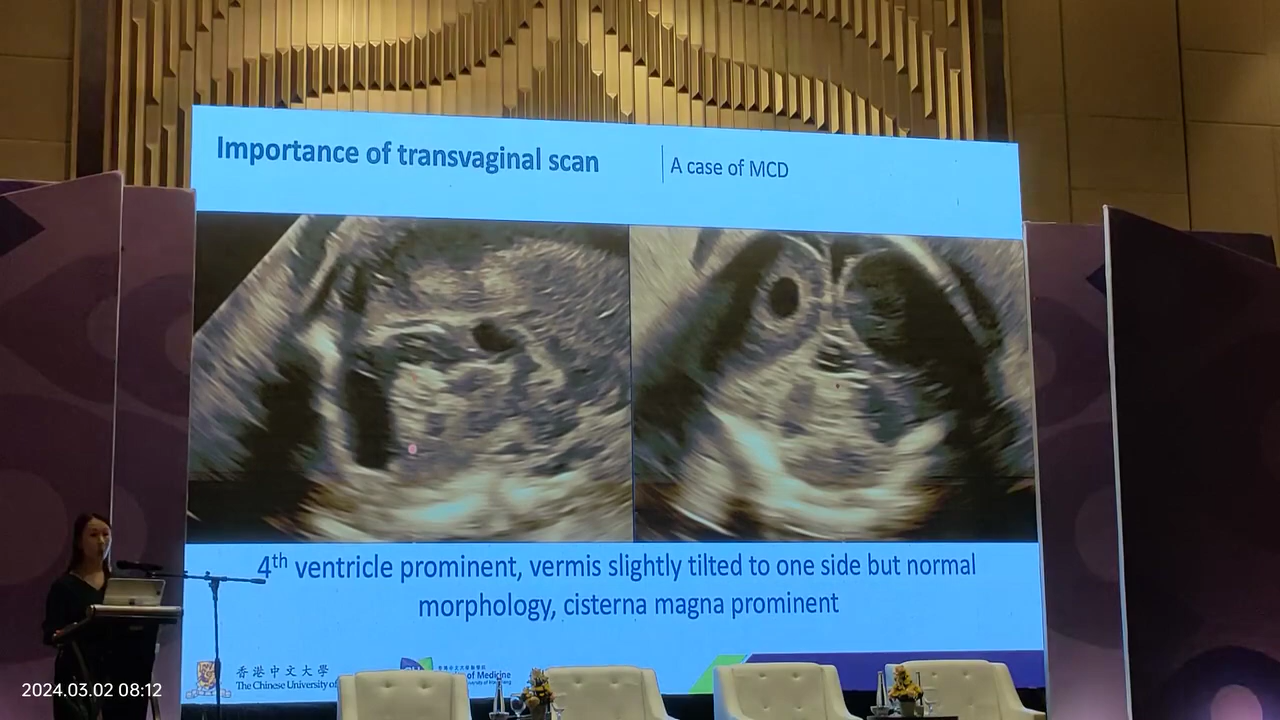 Importance of transvaginal scan
A case of MCD
4th ventricle prominent, vermis slightly tilted to one side but normal
morphology, cisterna magna prominent
香港中文大學
The Chinese University of
of Medicine
2024.03.02 08:12